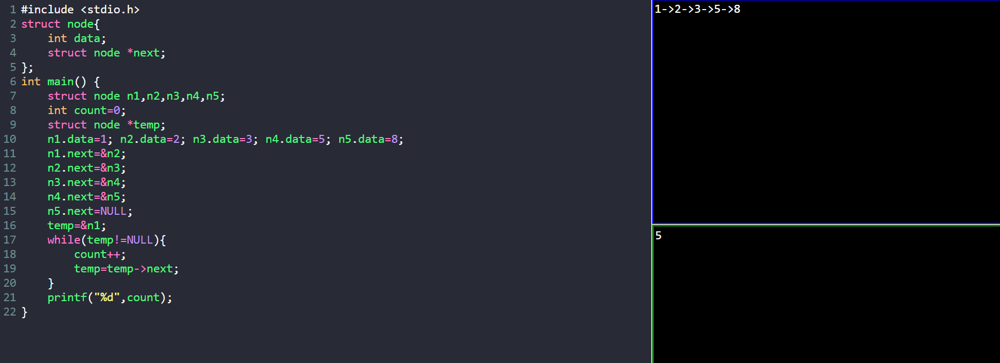 1 #include <stdio.h>
2 struct node{
3     int data;
4     struct node *next;
5 };
6 int main() {
7     struct node n1,n2,n3,n4,n5;
8     int count=0;
9     struct node *temp;
10     n1.data=1; n2.data=2; n3.data=3; n4.data=5; n5.data=8;
11     n1.next=&n2;
12     n2.next=&n3;
13     n3.next=&n4;
14     n4.next=&n5;
15     n5.next=NULL;
16     temp=&n1;
17     while(temp!=NULL){
18         count++;
19         temp=temp->next;
20     }
21     printf("%d",count);
22 }
1->2->3->5->8
5